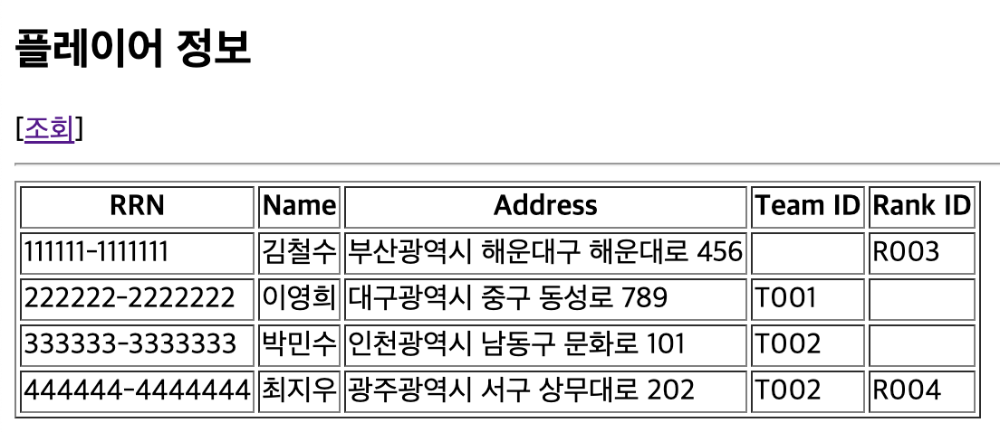 플레이어 정보
[조회]
RRN Name Address Team ID Rank ID
111111-1111111 김철수 부산광역시 해운대구 해운대로 456 R003
222222-2222222 이영희 대구광역시 중구 동성로 789 T001
333333-3333333 박민수 인천광역시 남동구 문화로 101 T002
444444-4444444 최지우 광주광역시 서구 상무대로 202 T002 R004